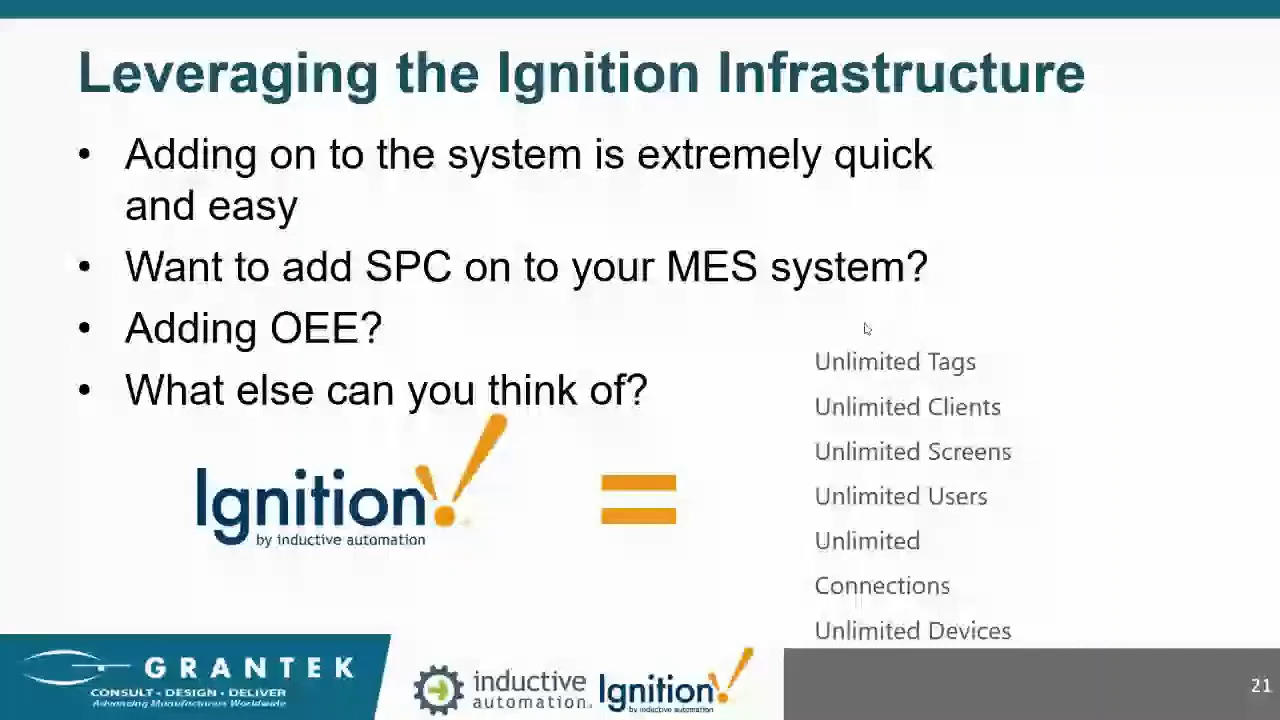 Leveraging the Ignition Infrastructure
• Adding on to the system is extremely quick
and easy
• Want to add SPC on to your MES system?
• Adding OEE?
• What else can you think of?
Ignition!
by inductive automation
=
Unlimited Tags
Unlimited Clients
Unlimited Screens
Unlimited Users
Unlimited
Connections
Unlimited Devices
GRANTEK
CONSULT • DESIGN • DELIVER
Advancing Manufacturers Worldwide
inductive
automation
Ignition!
by inductive automation
21